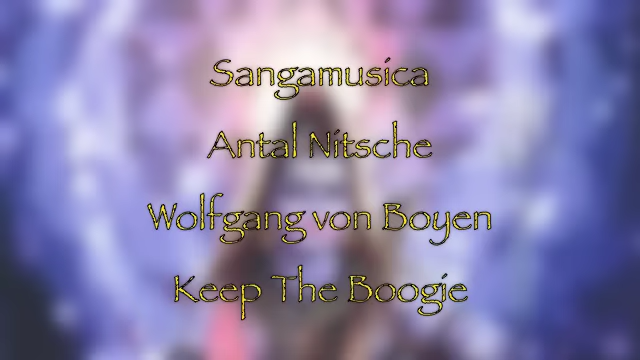 Sangamusica
Antal Nitsche
Wolfgang von Boyen
Keep The Boogie